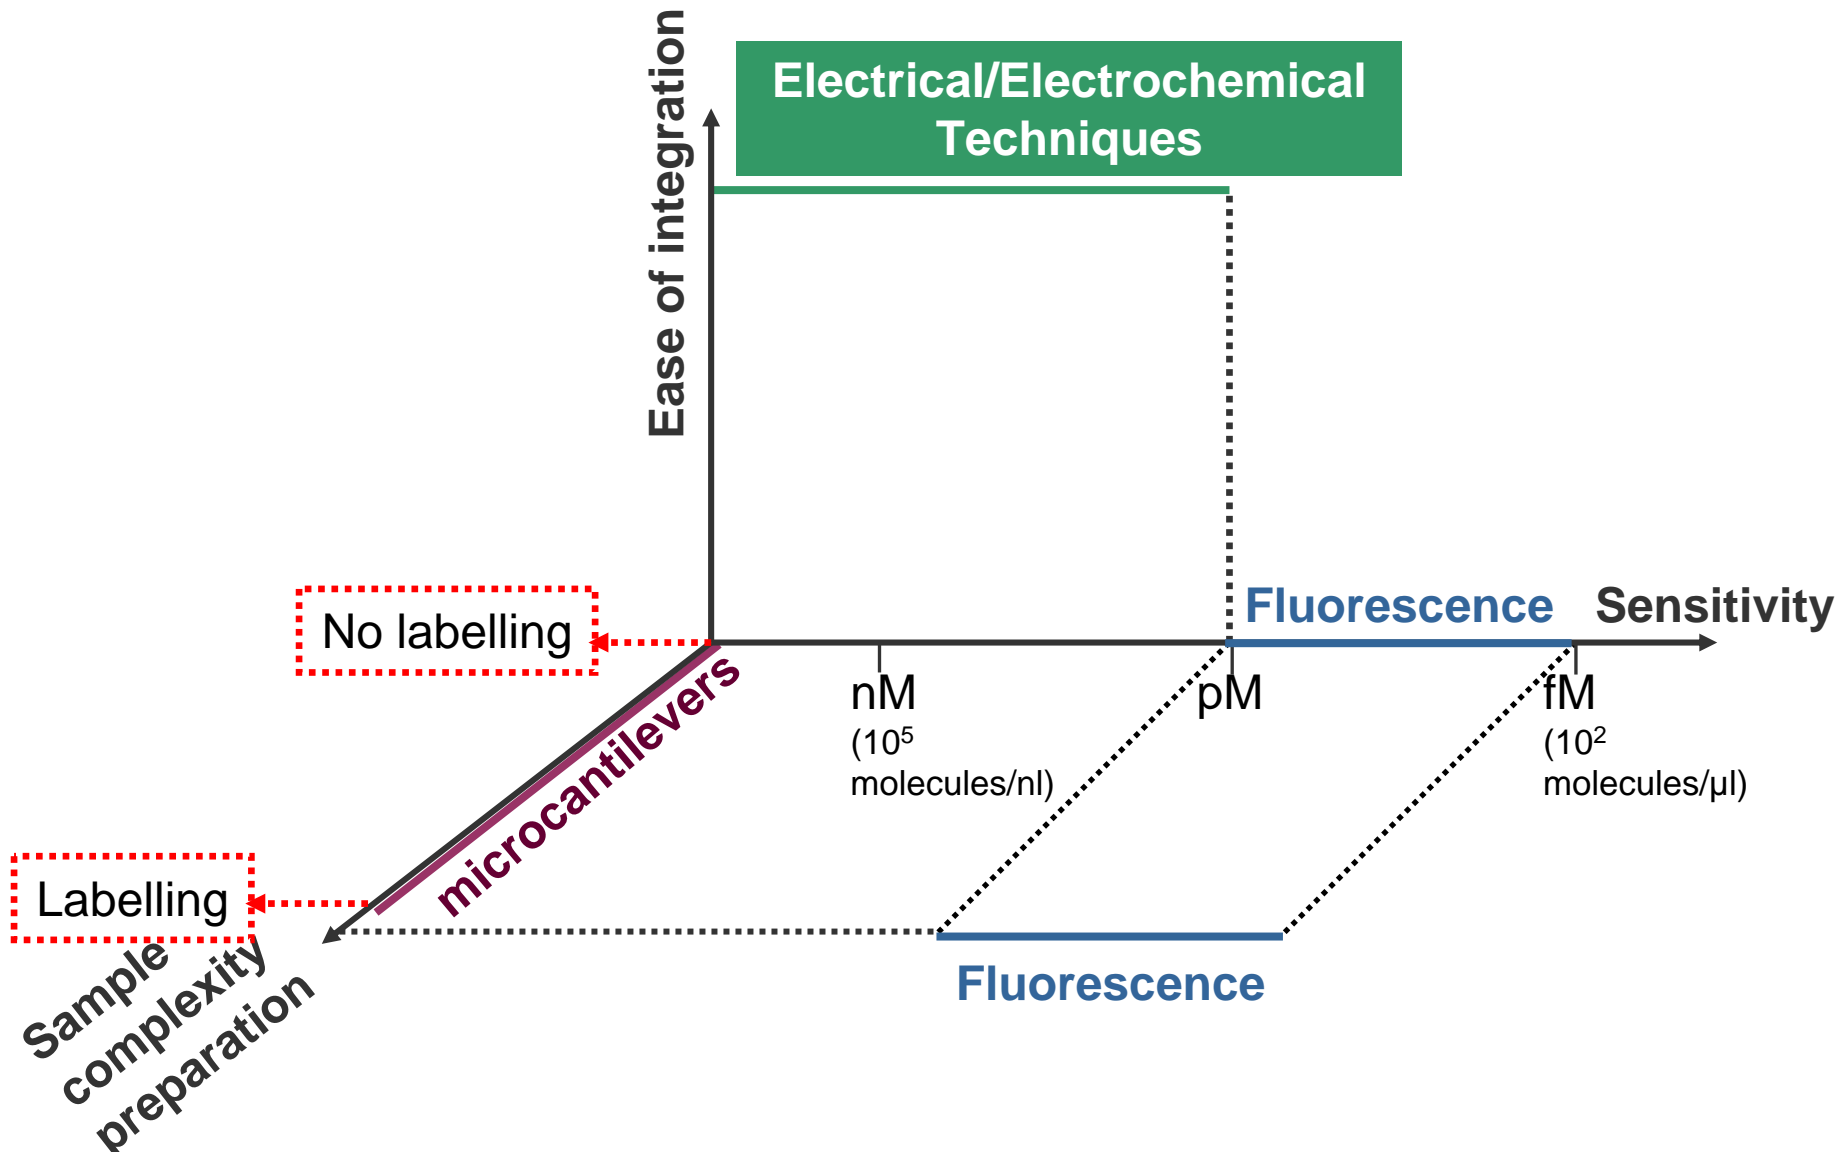 Ease of integration
Electrical/Electrochemical
Techniques
No labelling
Fluorescence
Sensitivity
nM
(10⁵
molecules/nl)
pM
fM
(10²
molecules/µl)
microcantilevers
Labelling
Sample
complexity
preparation
Fluorescence